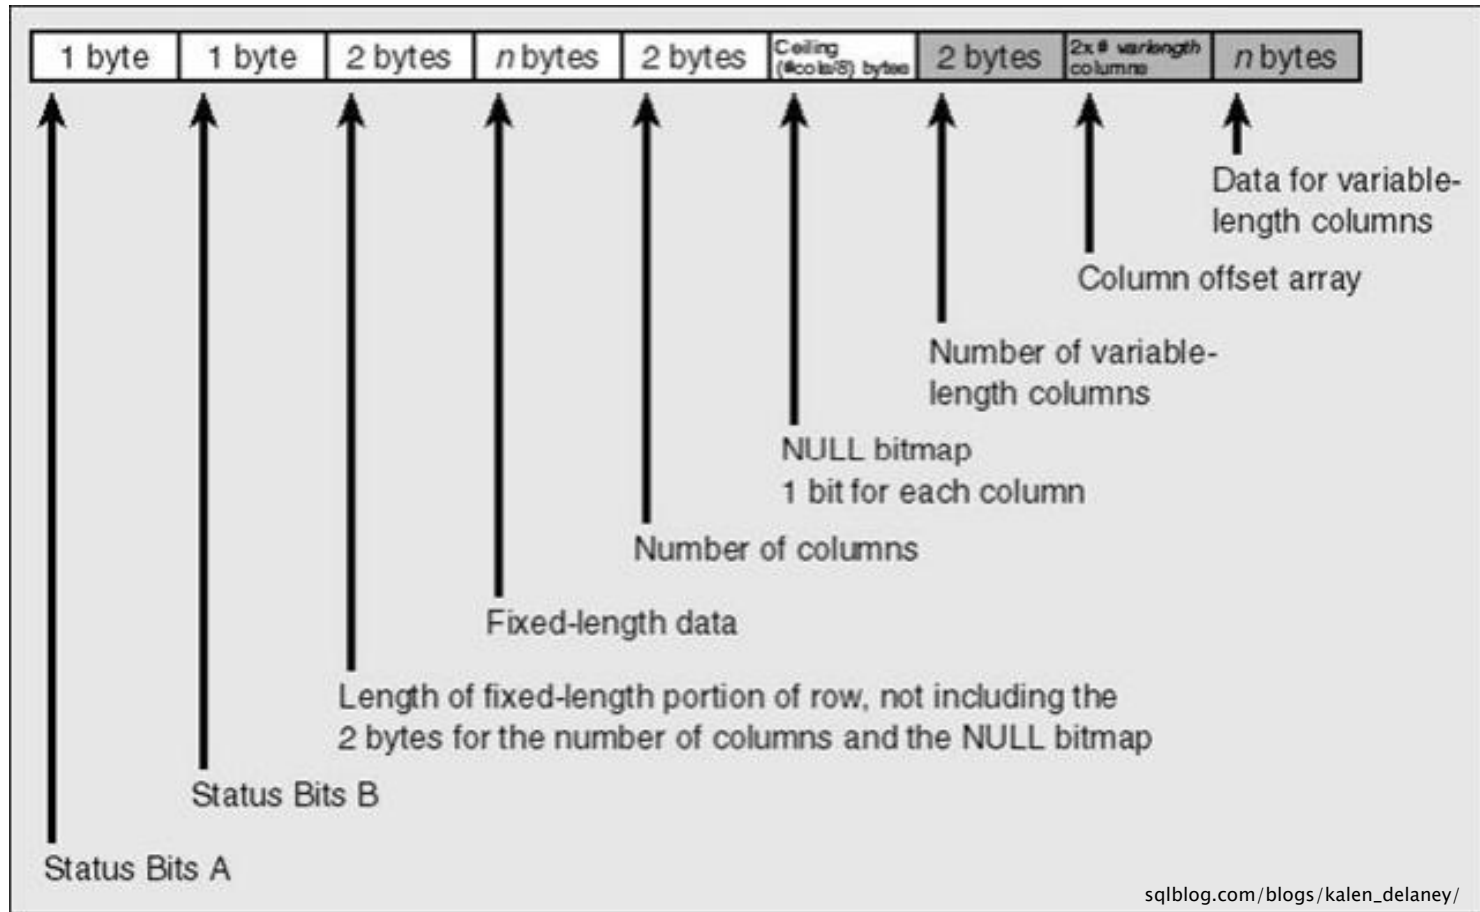 1 byte
1 byte
2 bytes
n bytes
2 bytes
Ceiling
(#cols/8) bytes
2 bytes
2x # varlength
columns
n bytes
Data for variable-
length columns
Column offset array
Number of variable-
length columns
NULL bitmap
1 bit for each column
Number of columns
Fixed-length data
Length of fixed-length portion of row, not including the
2 bytes for the number of columns and the NULL bitmap
Status Bits B
Status Bits A
sqlblog.com/blogs/kalen_delaney/